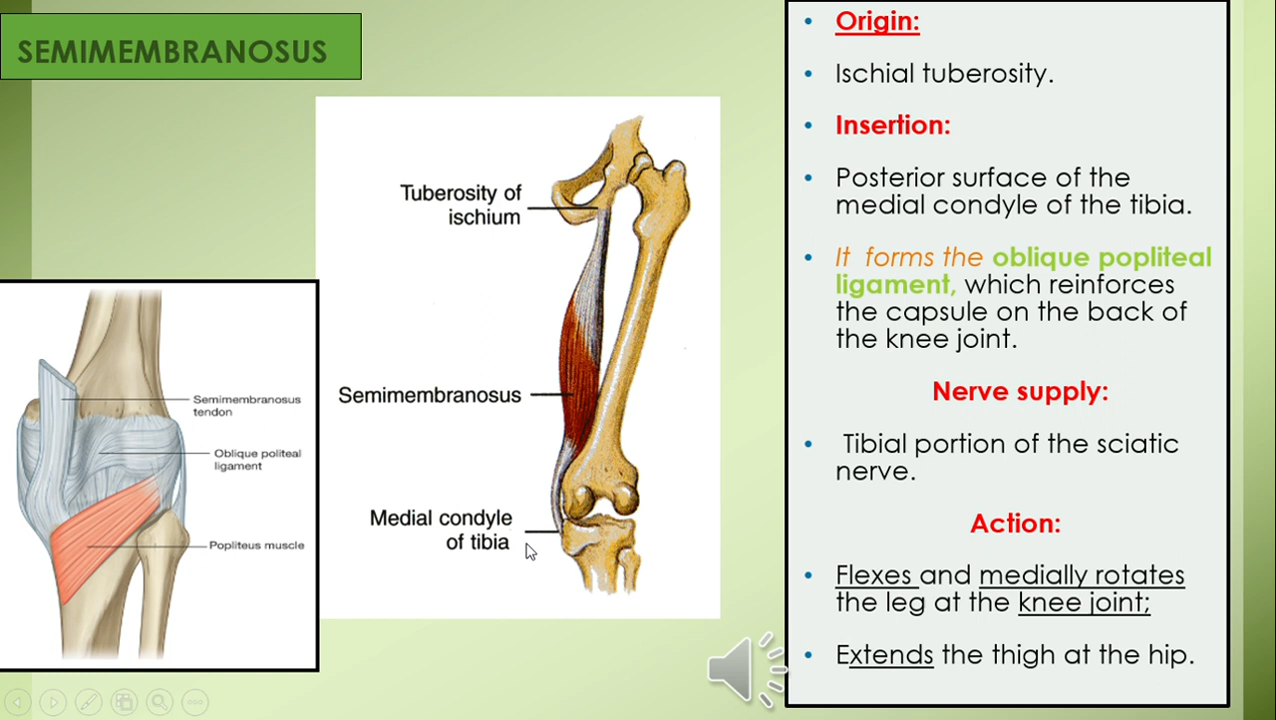 SEMIMEMBRANOSUS
Tuberosity of
ischium
Semimembranosus
Medial condyle
of tibia
Semimembranosus
tendon
Oblique politeal
ligament
Popliteus muscle
• Origin:
• Ischial tuberosity.
• Insertion:
• Posterior surface of the
medial condyle of the tibia.
• It forms the oblique popliteal
ligament, which reinforces
the capsule on the back of
the knee joint.
Nerve supply:
• Tibial portion of the sciatic
nerve.
Action:
• Flexes and medially rotates
the leg at the knee joint;
• Extends the thigh at the hip.